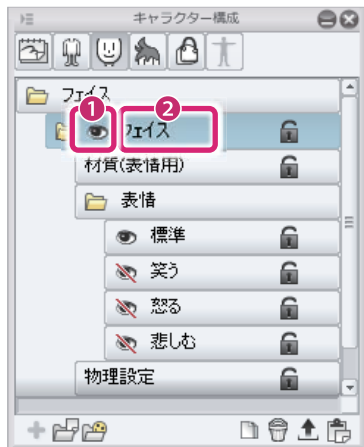 キャラクター構成
フェイス
1 2
フェイス
材質(表情用)
表情
標準
笑う
怒る
悲しむ
物理設定